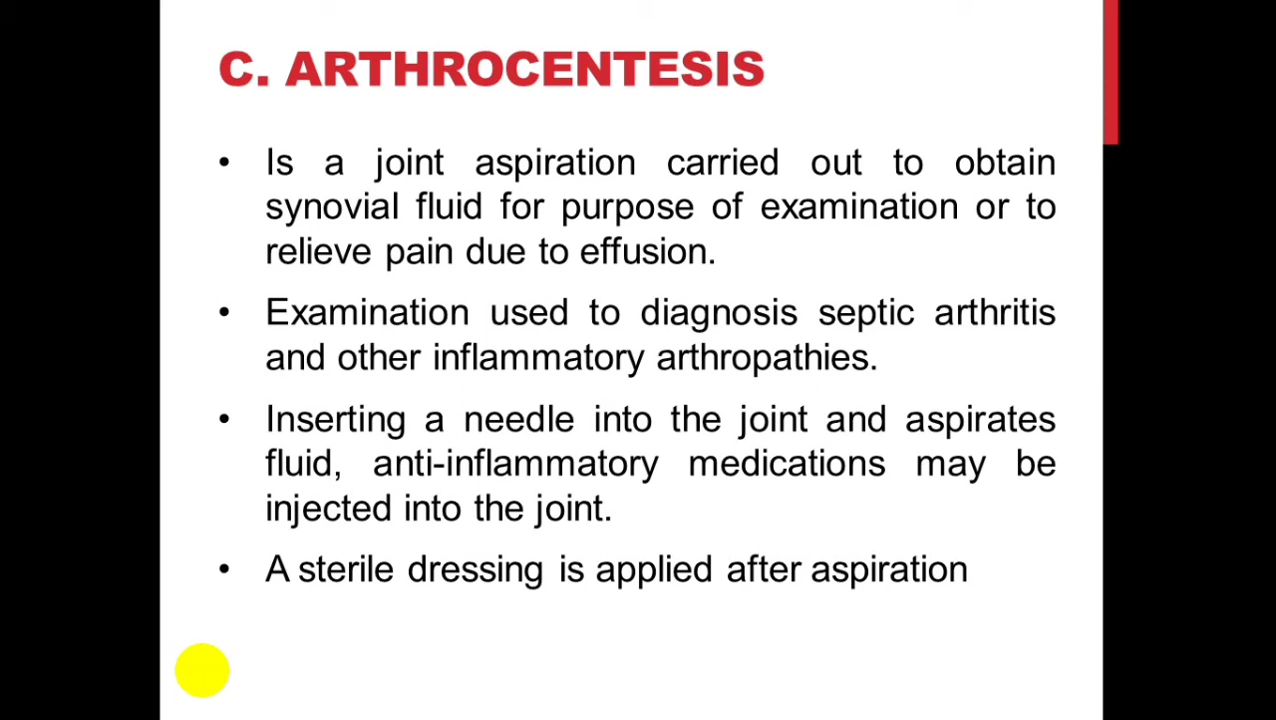 C. ARTHROCENTESIS
• Is a joint aspiration carried out to obtain
synovial fluid for purpose of examination or to
relieve pain due to effusion.
• Examination used to diagnosis septic arthritis
and other inflammatory arthropathies.
• Inserting a needle into the joint and aspirates
fluid, anti-inflammatory medications may be
injected into the joint.
• A sterile dressing is applied after aspiration